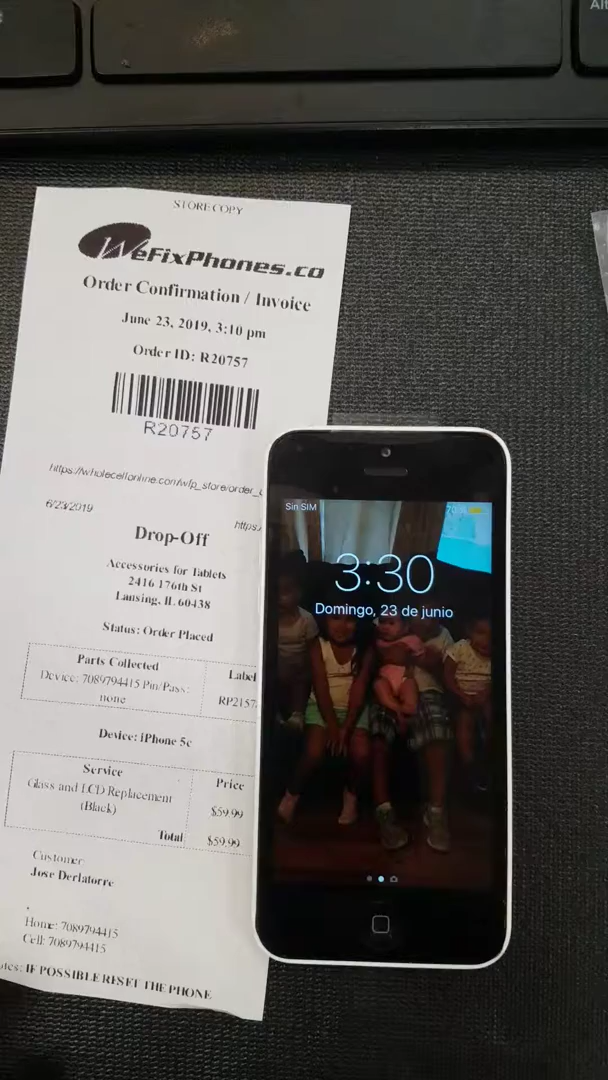 Alt
STORE COPY
WeFixPhones.co
Order Confirmation / Invoice
June 23, 2019, 3:10 pm
Order ID: R20757
R20757
https://wholecellonline.com/wfp_store/order_
6/23/2019
https:
Drop-Off
Accessories for Tablets
2416 176th St
Lansing, IL 60438
Status: Order Placed
Parts Collected
Label
Device: 7089794415 Pin/Pass:
none
RP2157
Device: iPhone 5c
Service
Price
Glass and LCD Replacement
(Black)
$59.99
Total:
$59.99
Customer:
Jose Derlatorre
.
Home: 7089794415
Cell: 7089794415
otes: IF POSSIBLE RESET THE PHONE
Sin SIM
3:30
Domingo, 23 de junio